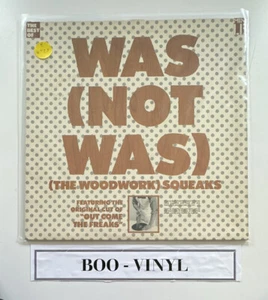 THE BEST OF
WAS
(NOT
WAS)
(THE WOODWORK) SQUEAKS
FEATURING THE
ORIGINAL CUT OF
"OUT COME
THE FREAKS"
BOO - VINYL